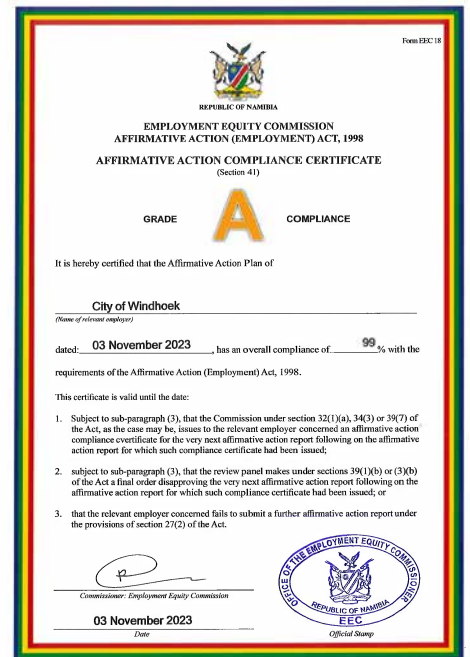 Form EEC 18
REPUBLIC OF NAMIBIA
EMPLOYMENT EQUITY COMMISSION
AFFIRMATIVE ACTION (EMPLOYMENT) ACT, 1998
AFFIRMATIVE ACTION COMPLIANCE CERTIFICATE
(Section 41)
GRADE A COMPLIANCE
It is hereby certified that the Affirmative Action Plan of
City of Windhoek
(Name of relevant employer)
dated: 03 November 2023, has an overall compliance of 99 % with the
requirements of the Affirmative Action (Employment) Act, 1998.
This certificate is valid until the date:
1. Subject to sub-paragraph (3), that the Commission under section 32(1)(a), 34(3) or 39(7) of
the Act, as the case may be, issues to the relevant employer concerned an affirmative action
compliance cvertificate for the very next affirmative action report following on the affirmative
action report for which such compliance certificate had been issued;
2. subject to sub-paragraph (3), that the review panel makes under sections 39(1)(b) or (3)(b)
of the Act a final order disapproving the very next affirmative action report following on the
affirmative action report for which such compliance certificate had been issued; or
3. that the relevant employer concerned fails to submit a further affirmative action report under
the provisions of section 27(2) of the Act.
Commissioner: Employment Equity Commission
03 November 2023
Date
OFFICE OF THE EMPLOYMENT EQUITY COMMISSIONER
REPUBLIC OF NAMIBIA
EEC
Official Stamp